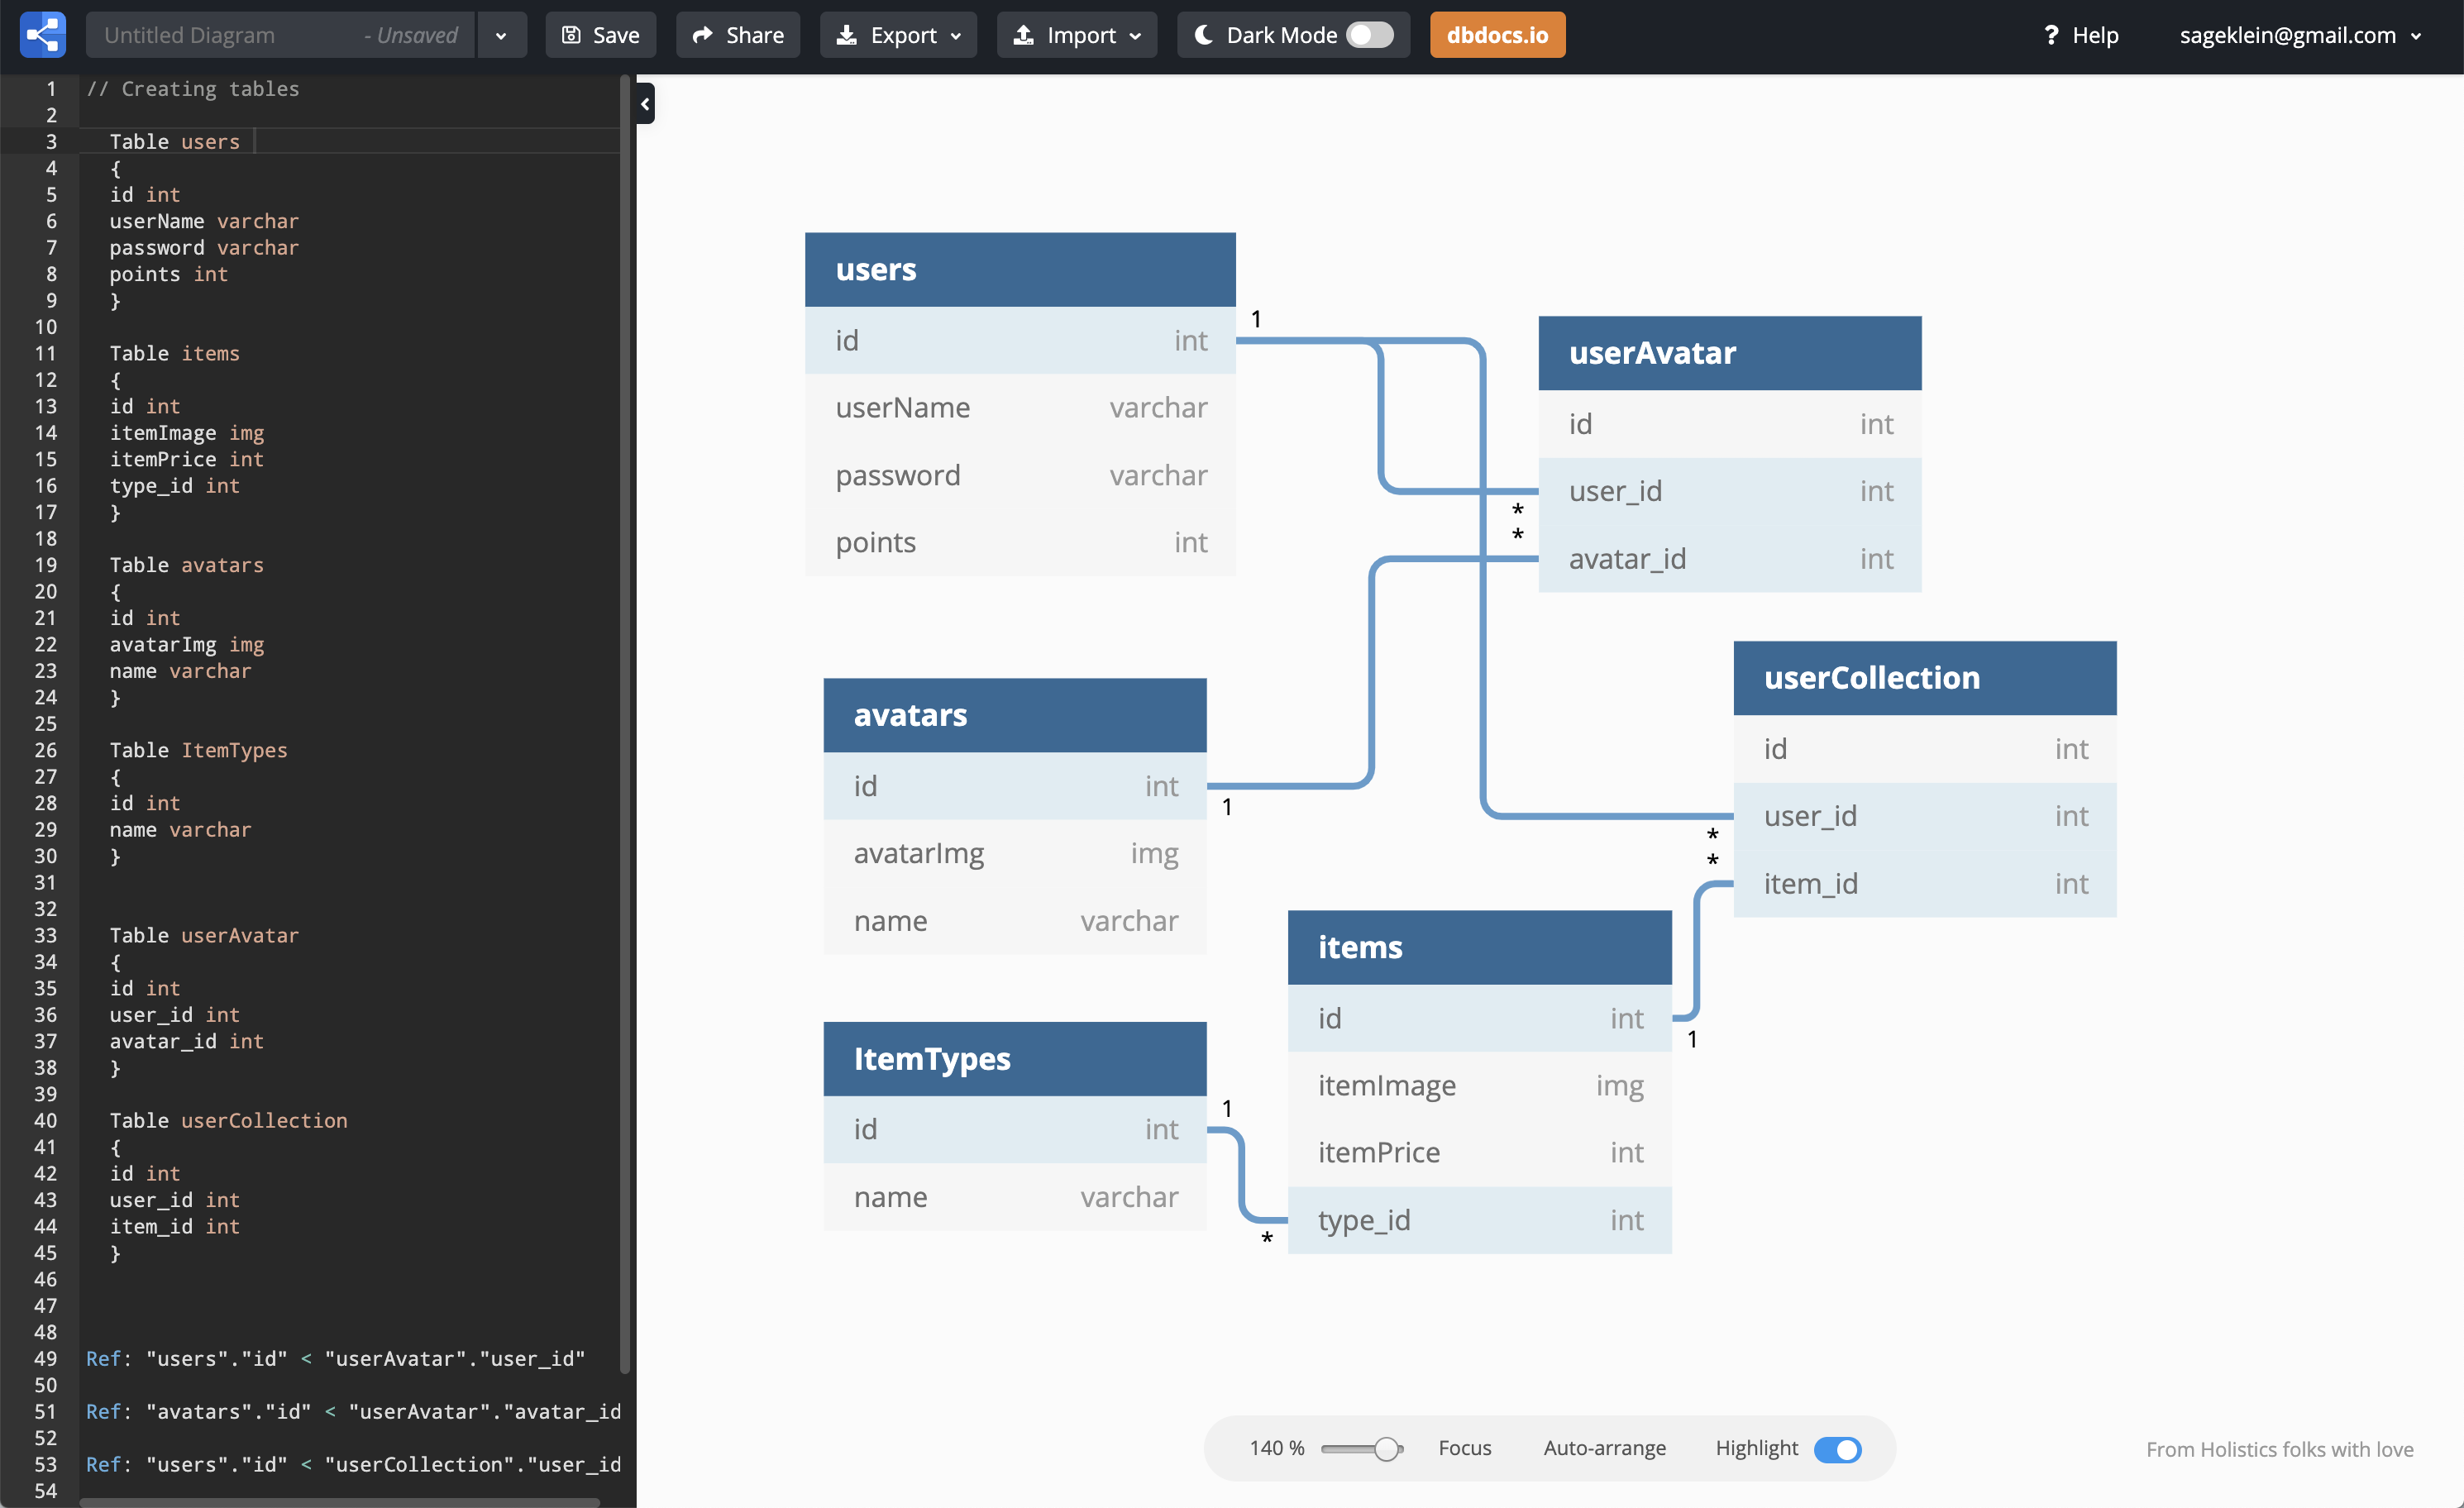 Untitled Diagram - Unsaved Save Share Export Import Dark Mode dbdocs.io ? Help sageklein@gmail.com
1 // Creating tables
2
3 Table users
4 {
5 id int
6 userName varchar
7 password varchar
8 points int
9 }
10
11 Table items
12 {
13 id int
14 itemImage img
15 itemPrice int
16 type_id int
17 }
18
19 Table avatars
20 {
21 id int
22 avatarImg img
23 name varchar
24 }
25
26 Table ItemTypes
27 {
28 id int
29 name varchar
30 }
31
32
33 Table userAvatar
34 {
35 id int
36 user_id int
37 avatar_id int
38 }
39
40 Table userCollection
41 {
42 id int
43 user_id int
44 item_id int
45 }
46
47
48
49 Ref: "users"."id" < "userAvatar"."user_id"
50
51 Ref: "avatars"."id" < "userAvatar"."avatar_id
52
53 Ref: "users"."id" < "userCollection"."user_id
54
users
id int
userName varchar
password varchar
points int
1
userAvatar
id int
user_id int
avatar_id int
*
*
avatars
id int
avatarImg img
name varchar
1
userCollection
id int
user_id int
item_id int
*
*
items
id int
itemImage img
itemPrice int
type_id int
1
ItemTypes
id int
name varchar
1
*
140 % Focus Auto-arrange Highlight
From Holistics folks with love